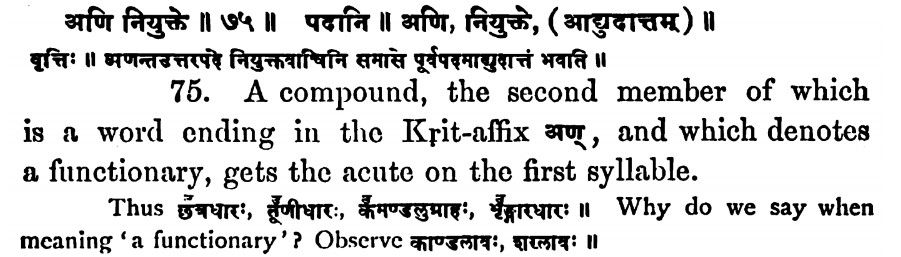 अणि नियुक्ते ॥ ७५ ॥ पदानि ॥ अणि, नियुक्ते, (आद्युदात्तम्) ॥
वृत्तिः ॥ अणन्तउत्तरपदे नियुक्तवाचिनि समासे पूर्वपदमाद्युदात्तं भवति ॥
75. A compound, the second member of which
is a word ending in the Kṛit-affix अण्, and which denotes
a functionary, gets the acute on the first syllable.
Thus छ॑त्रधारः, तू॑णीधारः, क॑मण्डलुग्राहः, भृ॑ङ्गारधारः ॥ Why do we say when
meaning ‘a functionary’? Observe काण्डलावः, शरलावः ॥